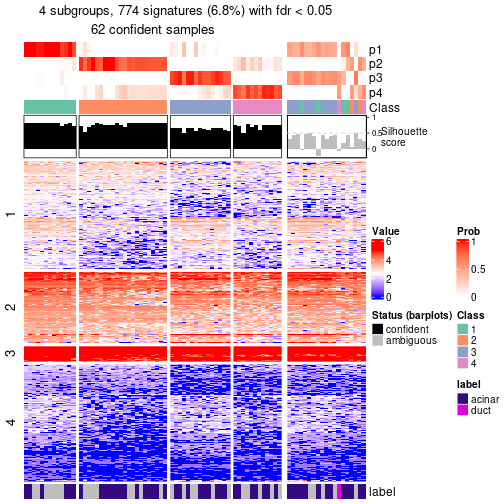 4 subgroups, 774 signatures (6.8%) with fdr < 0.05
62 confident samples
p1
p2
p3
p4
Class
1
0.5
0
Silhouette
score
1
2
3
4
label
Value
6
4
2
0
Prob
1
0.5
0
Status (barplots)
confident
ambiguous
Class
1
2
3
4
label
acinar
duct